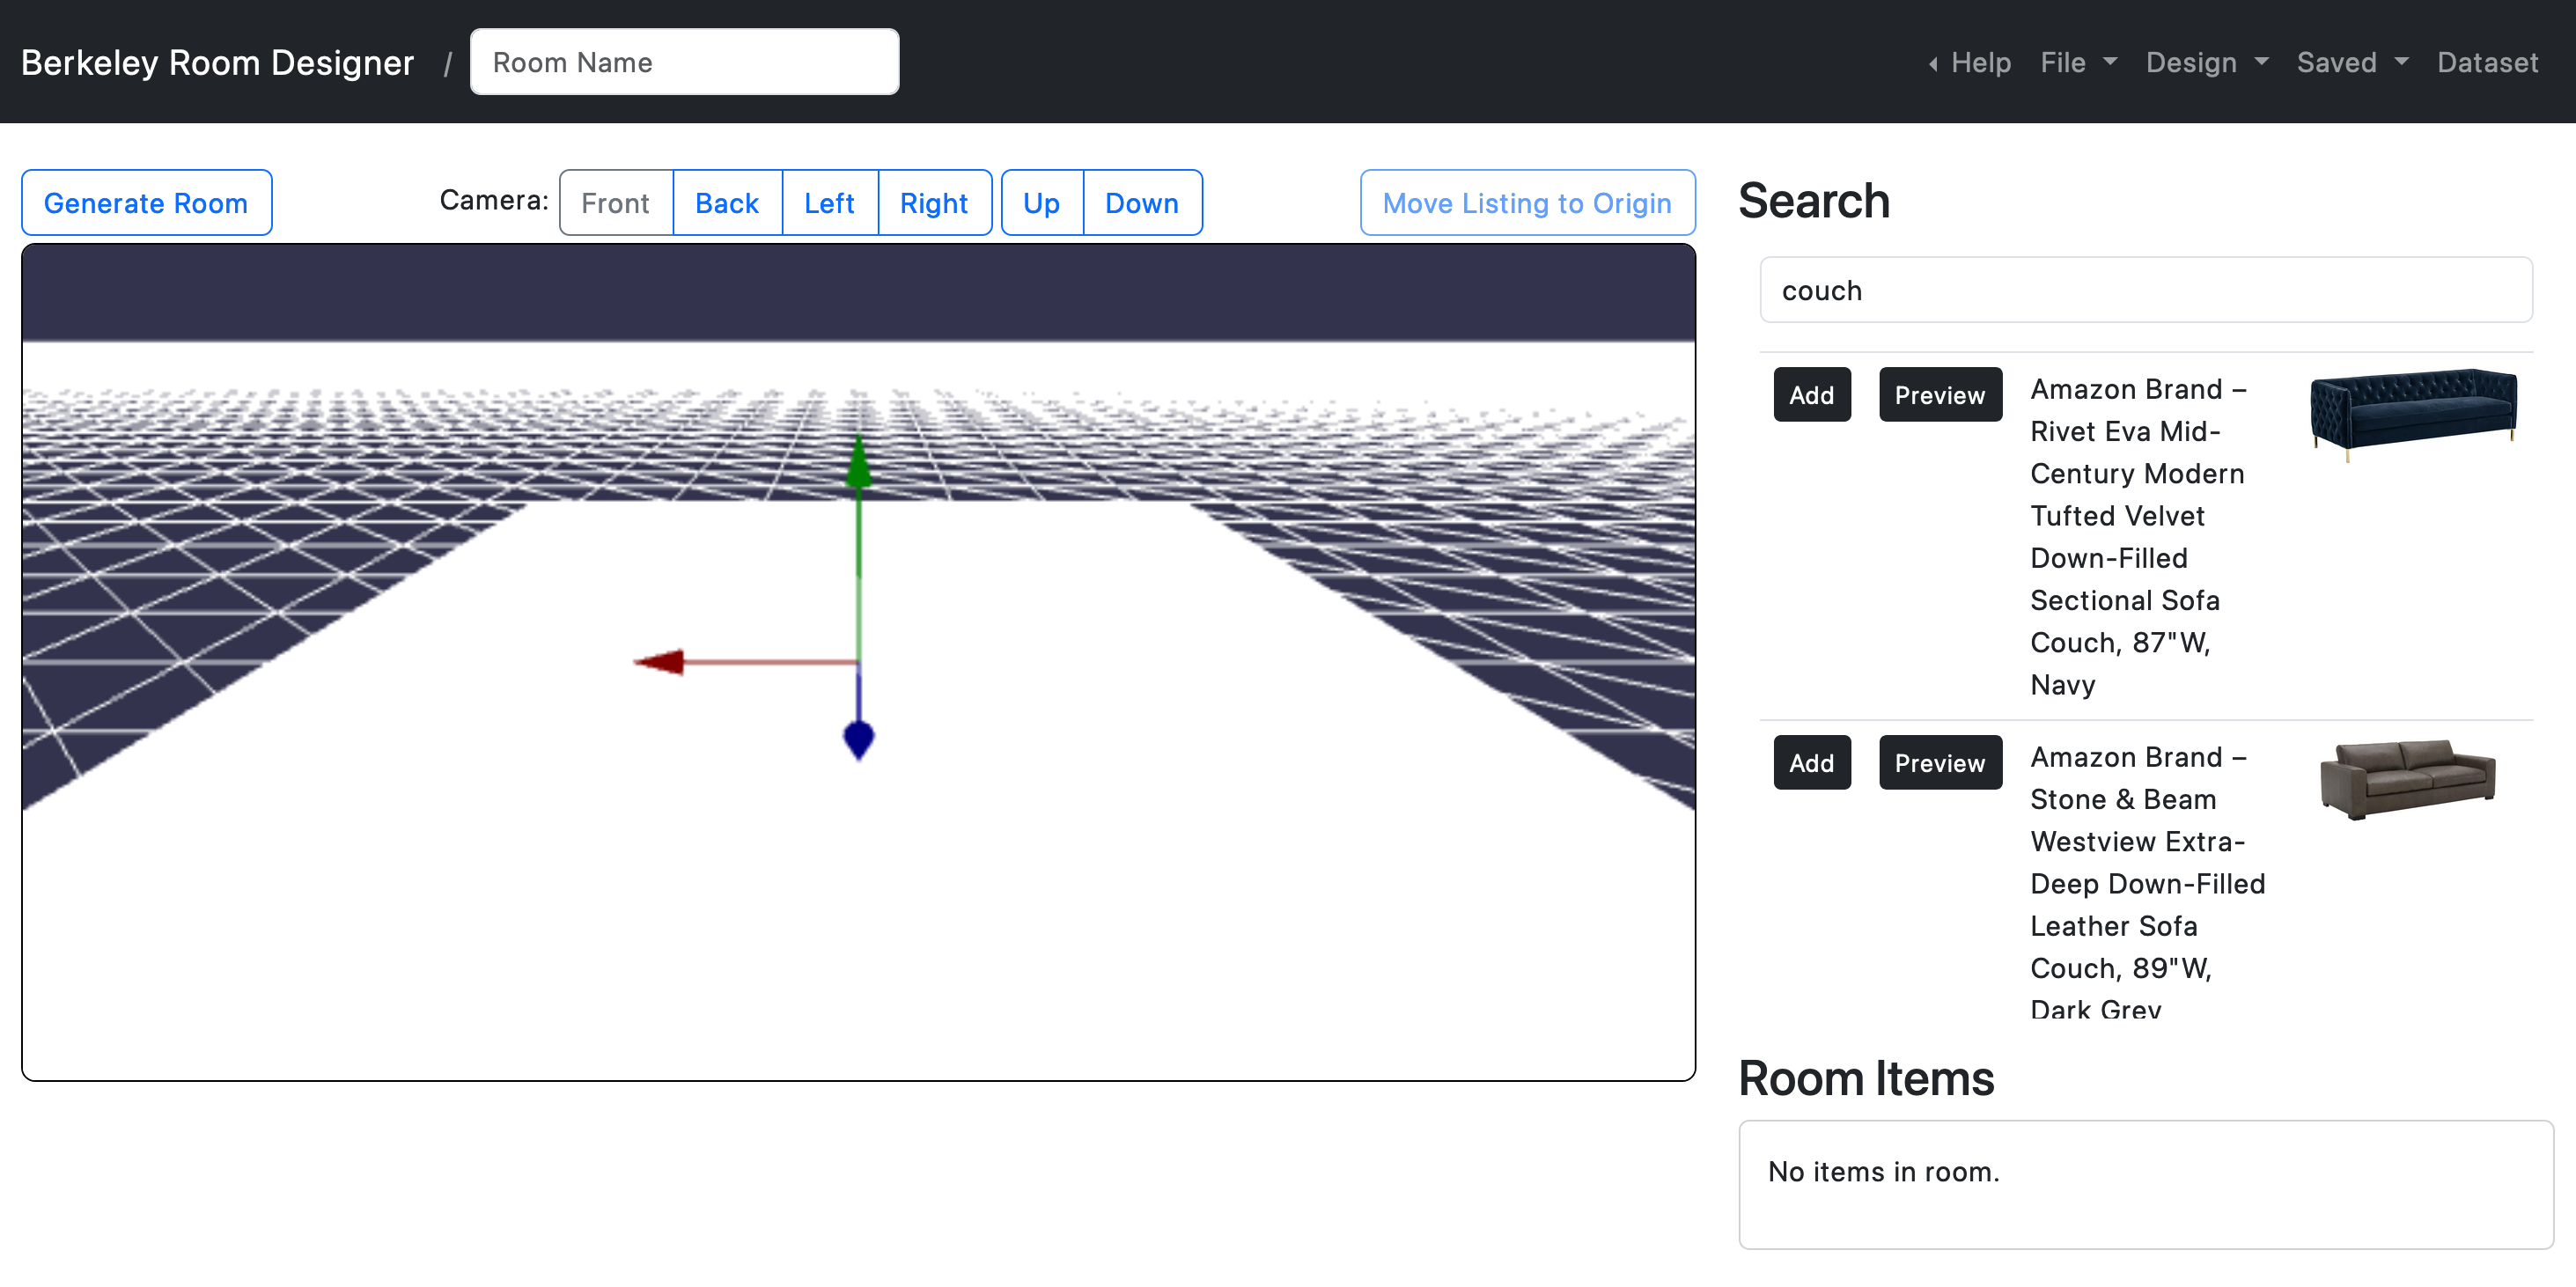 Berkeley Room Designer / Room Name Help File Design Saved Dataset
Generate Room Camera: Front Back Left Right Up Down Move Listing to Origin
Search
couch
Add Preview Amazon Brand –
Rivet Eva Mid-
Century Modern
Tufted Velvet
Down-Filled
Sectional Sofa
Couch, 87"W,
Navy
Add Preview Amazon Brand –
Stone & Beam
Westview Extra-
Deep Down-Filled
Leather Sofa
Couch, 89"W,
Dark Grey
Room Items
No items in room.